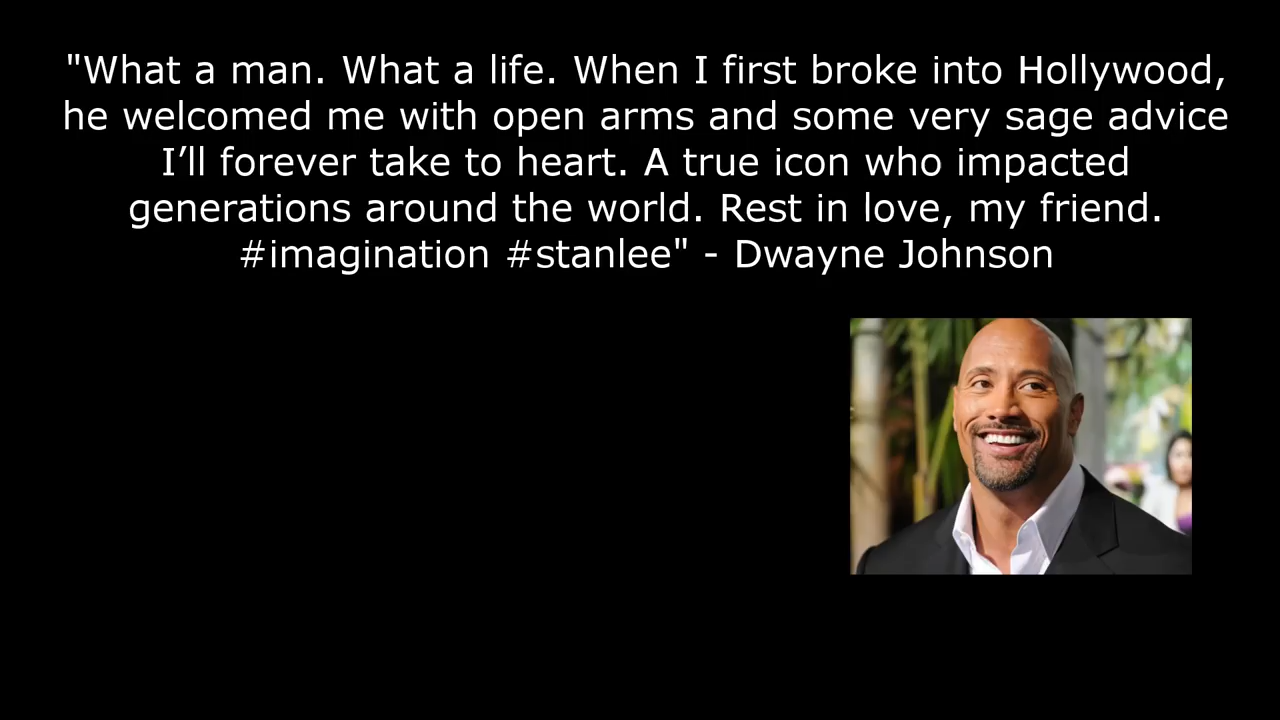 "What a man. What a life. When I first broke into Hollywood,
he welcomed me with open arms and some very sage advice
I’ll forever take to heart. A true icon who impacted
generations around the world. Rest in love, my friend.
#imagination #stanlee" - Dwayne Johnson